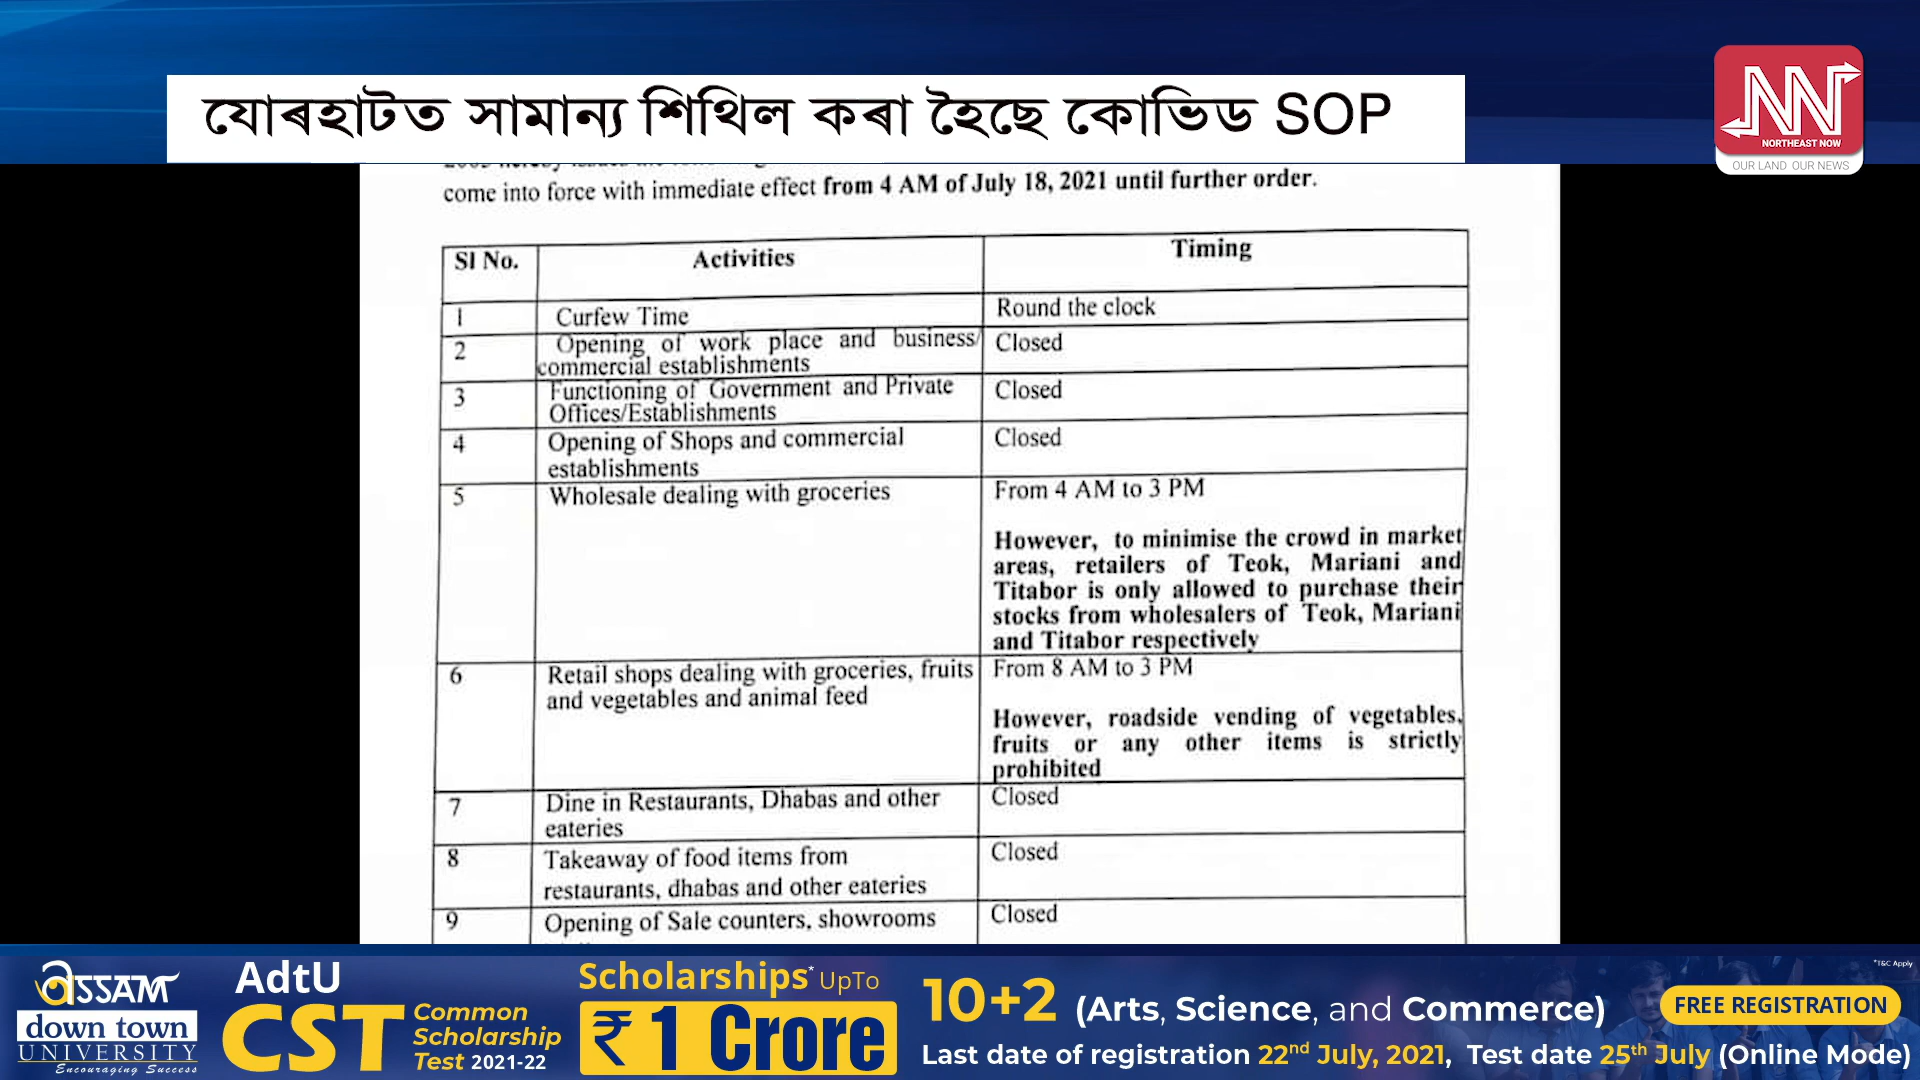 যোৰহাটত সামান্য শিথিল কৰা হৈছে কোভিড SOP
NN
NORTHEAST NOW
OUR LAND OUR NEWS
come into force with immediate effect from 4 AM of July 18, 2021 until further order.
Sl No. Activities Timing
1 Curfew Time Round the clock
2 Opening of work place and business/ Closed
commercial establishments
3 Functioning of Government and Private Closed
Offices/Establishments
4 Opening of Shops and commercial Closed
establishments
5 Wholesale dealing with groceries From 4 AM to 3 PM
However, to minimise the crowd in market
areas, retailers of Teok, Mariani and
Titabor is only allowed to purchase their
stocks from wholesalers of Teok, Mariani
and Titabor respectively
6 Retail shops dealing with groceries, fruits From 8 AM to 3 PM
and vegetables and animal feed
However, roadside vending of vegetables,
fruits or any other items is strictly
prohibited
7 Dine in Restaurants, Dhabas and other Closed
eateries
8 Takeaway of food items from Closed
restaurants, dhabas and other eateries
9 Opening of Sale counters, showrooms Closed
ASSAM
down town
UNIVERSITY
Encouraging Success
AdtU
CST
Common
Scholarship
Test 2021-22
Scholarships* UpTo
₹ 1 Crore
10+2 (Arts, Science, and Commerce)
Last date of registration 22nd July, 2021, Test date 25th July (Online Mode)
*T&C Apply
FREE REGISTRATION